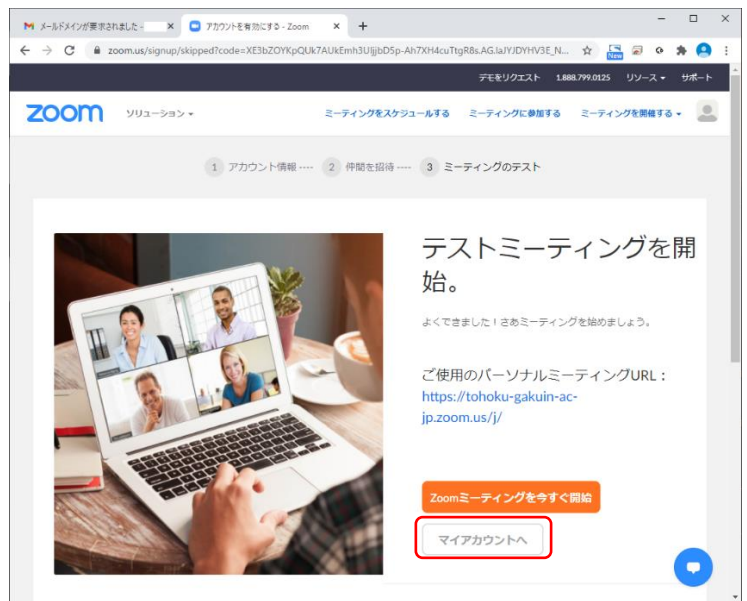 メールドメインが要求されました -
アカウントを有効にする - Zoom
zoom.us/signup/skipped?code=XE3bZOYKpQUk7AUkEmh3UljjbD5p-Ah7XH4cuTtgR8s.AG.IaJYJDYHV3E_N...
New
デモをリクエスト 1.888.799.0125 リソース サポート
zoom ソリューション ミーティングをスケジュールする ミーティングに参加する ミーティングを開催する
1 アカウント情報 ---- 2 仲間を招待 ---- 3 ミーティングのテスト
テストミーティングを開
始。
よくできました！さあミーティングを始めましょう。
ご使用のパーソナルミーティングURL：
https://tohoku-gakuin-ac-
jp.zoom.us/j/
Zoomミーティングを今すぐ開始
マイアカウントへ